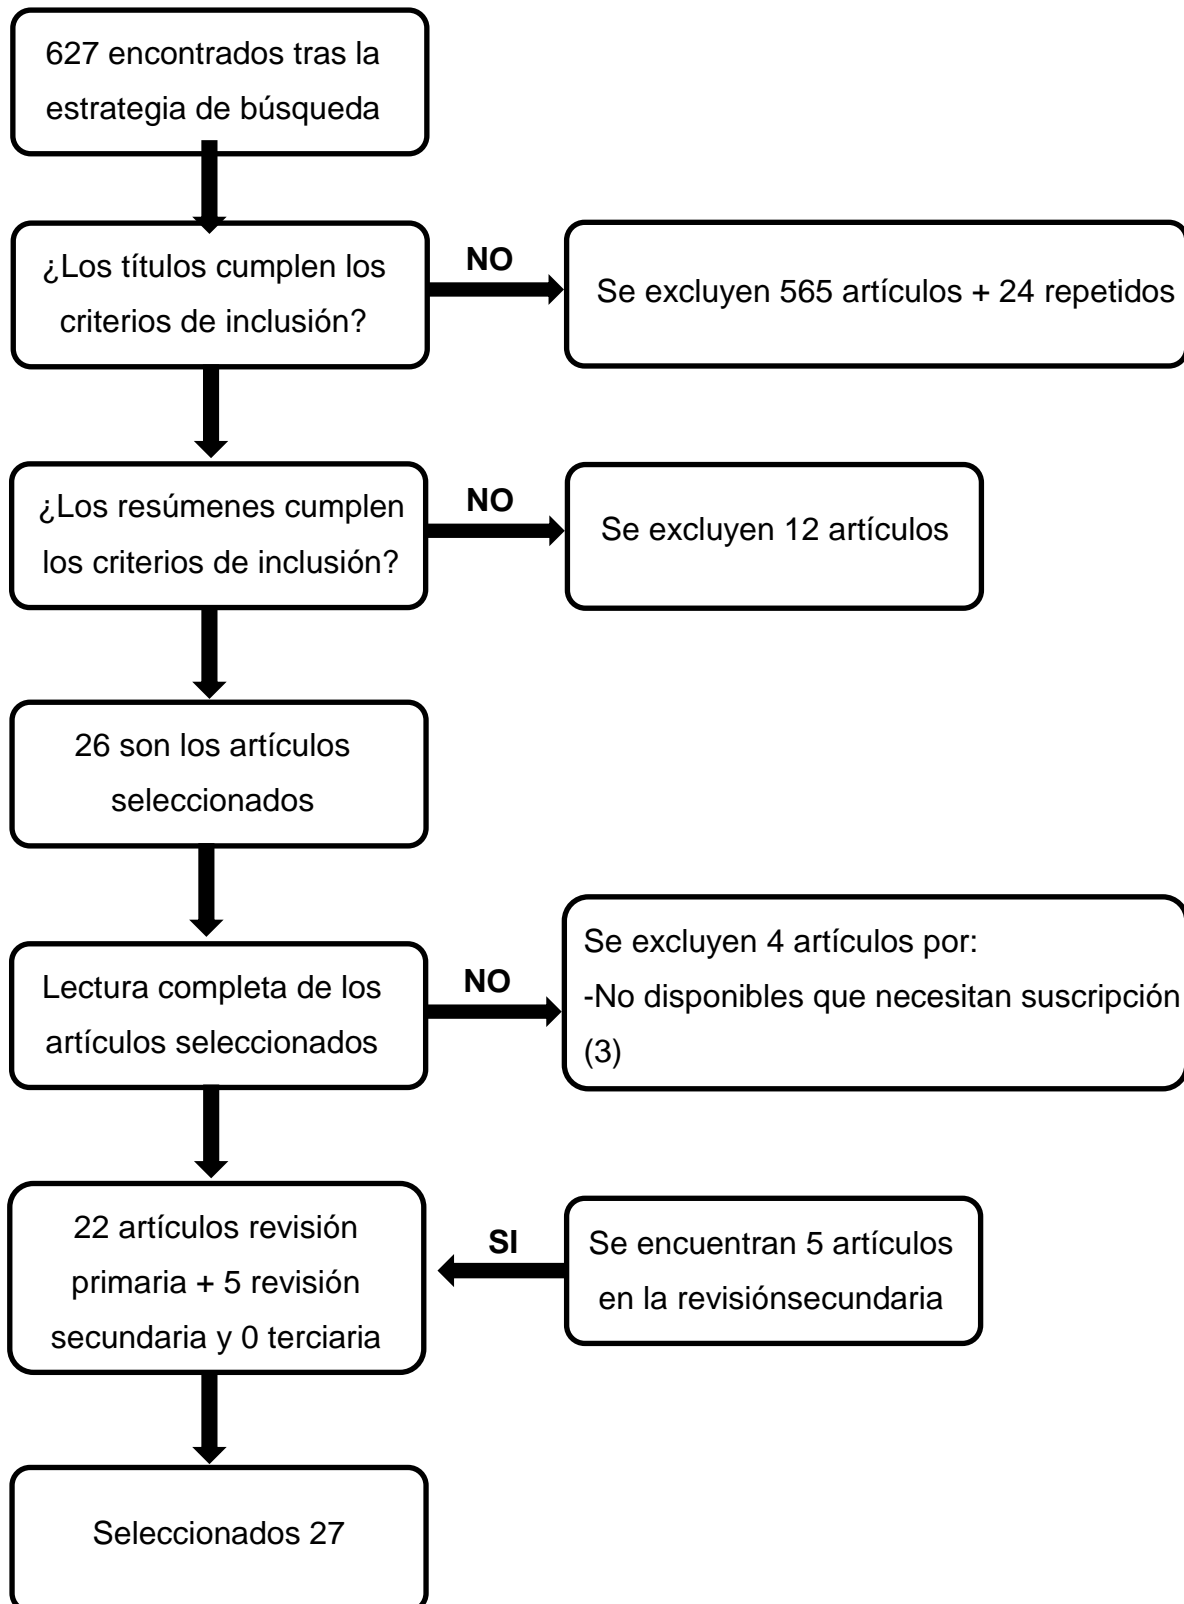 627 encontrados tras la
estrategia de búsqueda
¿Los títulos cumplen los
criterios de inclusión?
NO
Se excluyen 565 artículos + 24 repetidos
¿Los resúmenes cumplen
los criterios de inclusión?
NO
Se excluyen 12 artículos
26 son los artículos
seleccionados
Lectura completa de los
artículos seleccionados
NO
Se excluyen 4 artículos por:
-No disponibles que necesitan suscripción
(3)
22 artículos revisión
primaria + 5 revisión
secundaria y 0 terciaria
SI
Se encuentran 5 artículos
en la revisiónsecundaria
Seleccionados 27